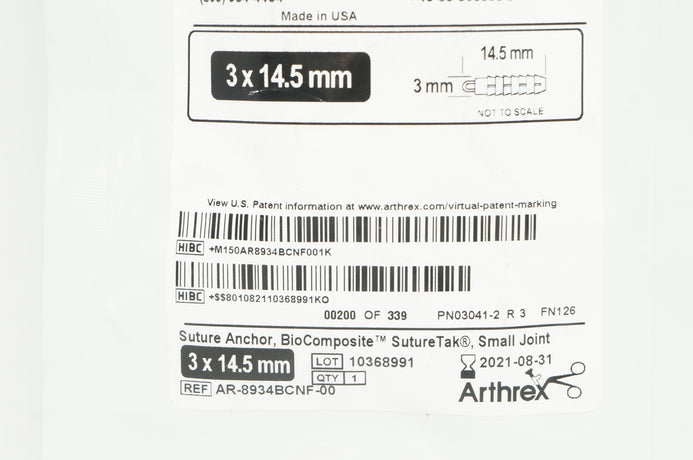 Made in USA
3 x 14.5 mm
14.5 mm
3 mm
NOT TO SCALE
View U.S. Patent information at www.arthrex.com/virtual-patent-marking
HIBC +M150AR8934BCNF001K
HIBC +$$801082110368991KO
00200 OF 339 PN03041-2 R 3 FN126
Suture Anchor, BioComposite™ SutureTak®, Small Joint
3 x 14.5 mm LOT 10368991 2021-08-31
QTY 1
REF AR-8934BCNF-00
Arthrex